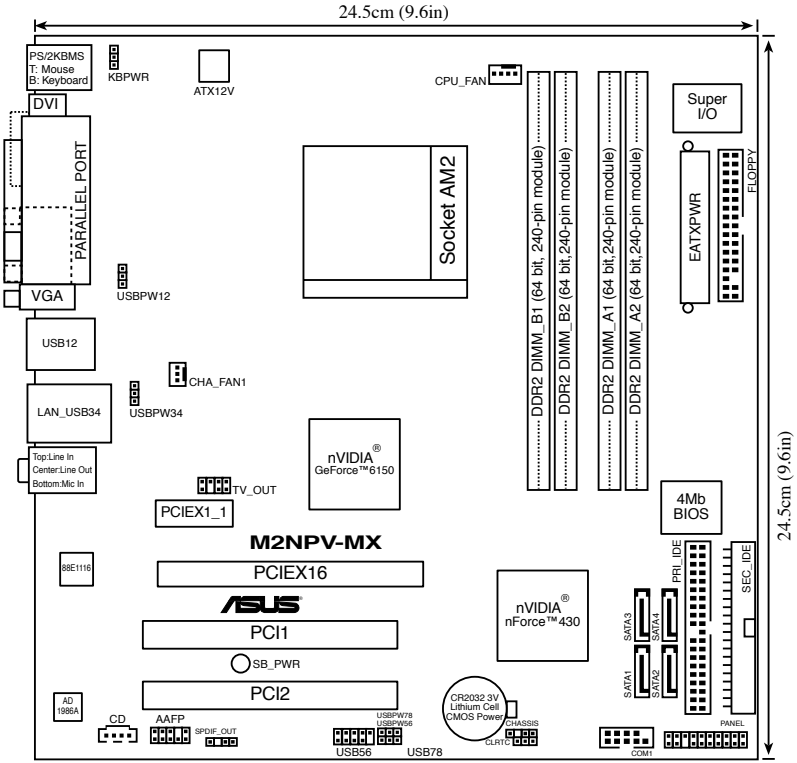 24.5cm (9.6in)
PS/2KBMS
T: Mouse
B: Keyboard
KBPWR
ATX12V
CPU_FAN
Super
I/O
DVI
PARALLEL PORT
Socket AM2
DDR2 DIMM_B1 (64 bit, 240-pin module)
DDR2 DIMM_B2 (64 bit,240-pin module)
DDR2 DIMM_A1 (64 bit,240-pin module)
DDR2 DIMM_A2 (64 bit,240-pin module)
EATXPWR
FLOPPY
VGA
USBPW12
USB12
CHA_FAN1
LAN_USB34
USBPW34
24.5cm (9.6in)
Top:Line In
Center:Line Out
Bottom:Mic In
nVIDIA®
GeForce™6150
TV_OUT
PCIEX1_1
4Mb
BIOS
M2NPV-MX
PRI_IDE
SEC_IDE
88E1116
PCIEX16
ASUS®
nVIDIA®
nForce™430
SATA3
SATA4
PCI1
SB_PWR
SATA1
SATA2
PCI2
AD
1986A
CR2032 3V
Lithium Cell
CMOS Power
CD
AAFP
SPDIF_OUT
USBPW78
USBPW56
CHASSIS
CLRTC
PANEL
USB56
USB78
COM1